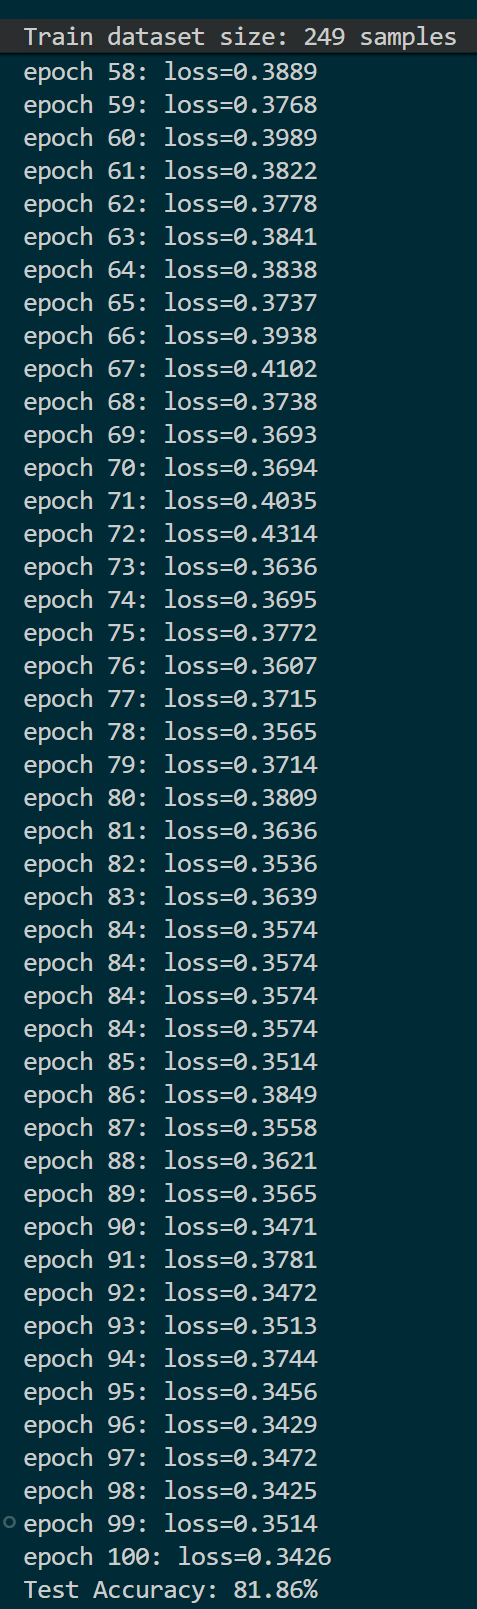 Train dataset size: 249 samples
epoch 58: loss=0.3889
epoch 59: loss=0.3768
epoch 60: loss=0.3989
epoch 61: loss=0.3822
epoch 62: loss=0.3778
epoch 63: loss=0.3841
epoch 64: loss=0.3838
epoch 65: loss=0.3737
epoch 66: loss=0.3938
epoch 67: loss=0.4102
epoch 68: loss=0.3738
epoch 69: loss=0.3693
epoch 70: loss=0.3694
epoch 71: loss=0.4035
epoch 72: loss=0.4314
epoch 73: loss=0.3636
epoch 74: loss=0.3695
epoch 75: loss=0.3772
epoch 76: loss=0.3607
epoch 77: loss=0.3715
epoch 78: loss=0.3565
epoch 79: loss=0.3714
epoch 80: loss=0.3809
epoch 81: loss=0.3636
epoch 82: loss=0.3536
epoch 83: loss=0.3639
epoch 84: loss=0.3574
epoch 84: loss=0.3574
epoch 84: loss=0.3574
epoch 84: loss=0.3574
epoch 85: loss=0.3514
epoch 86: loss=0.3849
epoch 87: loss=0.3558
epoch 88: loss=0.3621
epoch 89: loss=0.3565
epoch 90: loss=0.3471
epoch 91: loss=0.3781
epoch 92: loss=0.3472
epoch 93: loss=0.3513
epoch 94: loss=0.3744
epoch 95: loss=0.3456
epoch 96: loss=0.3429
epoch 97: loss=0.3472
epoch 98: loss=0.3425
epoch 99: loss=0.3514
epoch 100: loss=0.3426
Test Accuracy: 81.86%